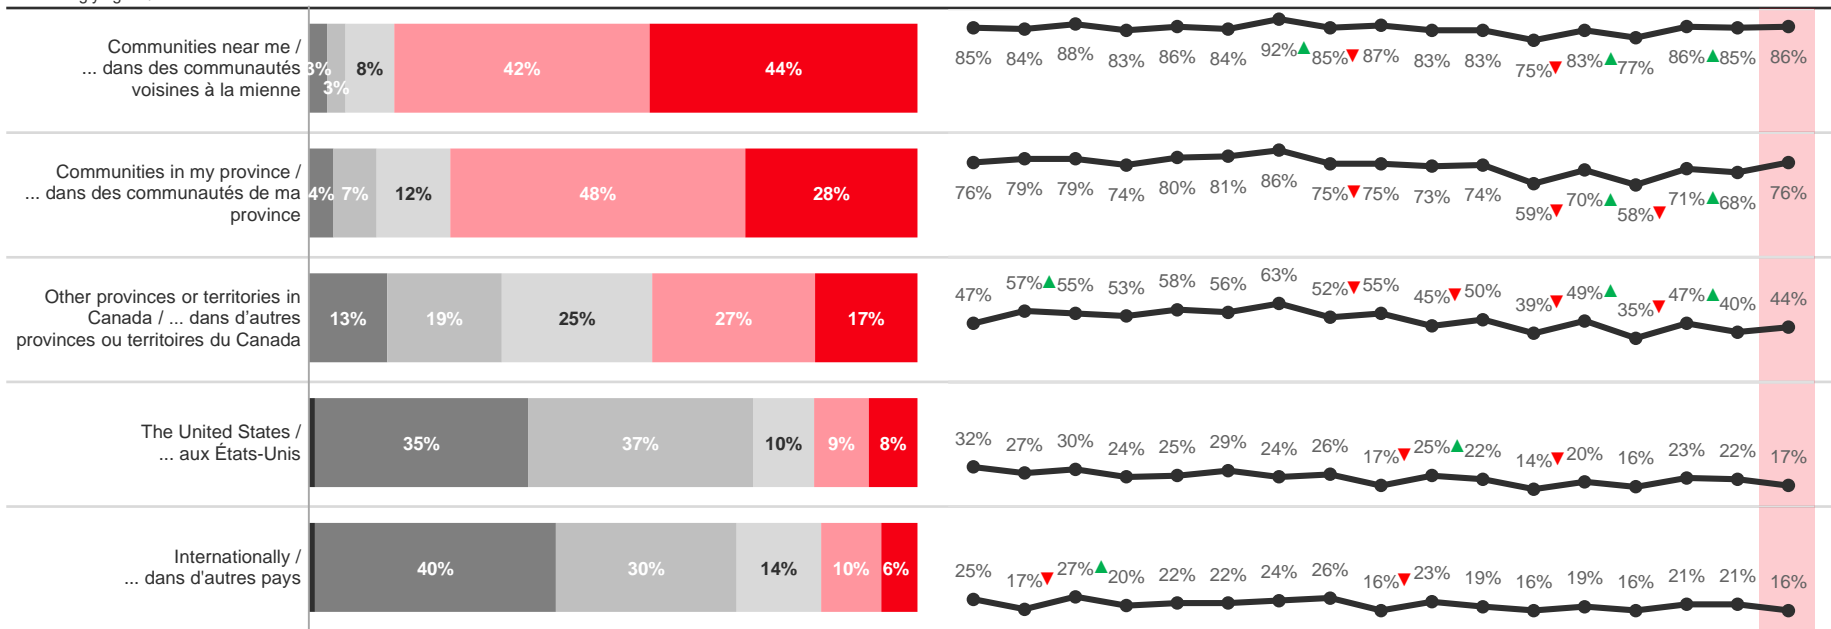 Communities near me /
... dans des communautés
voisines à la mienne
3%
3%
8%
42%
44%
85% 84% 88% 83% 86% 84% 92% 85% 87% 83% 83% 75% 83% 77% 86% 85% 86%
Communities in my province /
... dans des communautés de ma
province
4% 7% 12% 48% 28%
76% 79% 79% 74% 80% 81% 86% 75% 75% 73% 74% 59% 70% 58% 71% 68% 76%
Other provinces or territories in
Canada / ... dans d'autres
provinces ou territoires du Canada
13% 19% 25% 27% 17%
47% 57% 55% 53% 58% 56% 63% 52% 55% 45% 50% 39% 49% 35% 47% 40% 44%
The United States /
... aux États-Unis
35% 37% 10% 9% 8%
32% 27% 30% 24% 25% 29% 24% 26% 17% 25% 22% 14% 20% 16% 23% 22% 17%
Internationally /
... dans d'autres pays
40% 30% 14% 10% 6%
25% 17% 27% 20% 22% 22% 24% 26% 16% 23% 19% 16% 19% 16% 21% 21% 16%